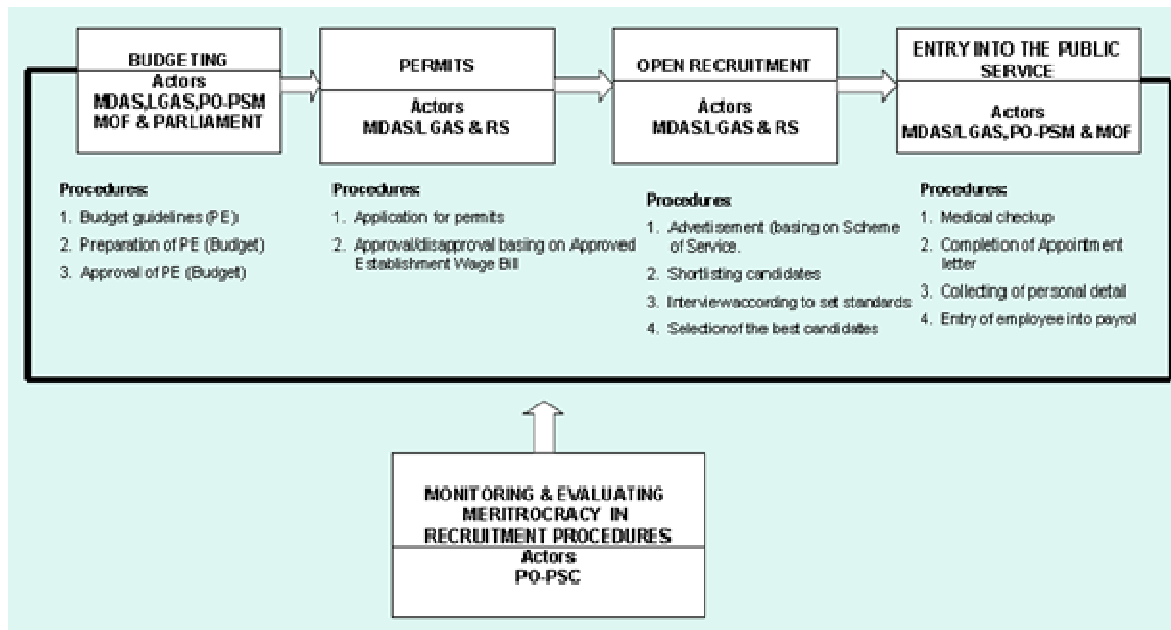 BUDGETING
Actors
MDAS,LGAS,PO-PSM
MOF & PARLIAMENT
Procedures:
1. Budget guidelines (PE)
2. Preparation of PE (Budget)
3. Approval of PE (Budget)
PERMITS
Actors
MDAS/LGAS & RS
Procedures:
1. Application for permits
2. Approval/disapproval basing on Approved
Establishment Wage Bill
OPEN RECRUITMENT
Actors
MDAS/LGAS & RS
Procedures
1. Advertisement (basing on Scheme
of Service.
2. Shortlisting candidates
3. Interviewaccording to set standards
4. Selectionof the best candidates
ENTRY INTO THE PUBLIC
SERVICE
Actors
MDAS/LGAS,PO-PSM & MOF
Procedures:
1. Medical checkup
2. Completion of Appointment
letter
3. Collecting of personal detail
4. Entry of employee into payrol
MONITORING & EVALUATING
MERITROCRACY IN
RECRUITMENT PROCEDURES
Actors
PO-PSC